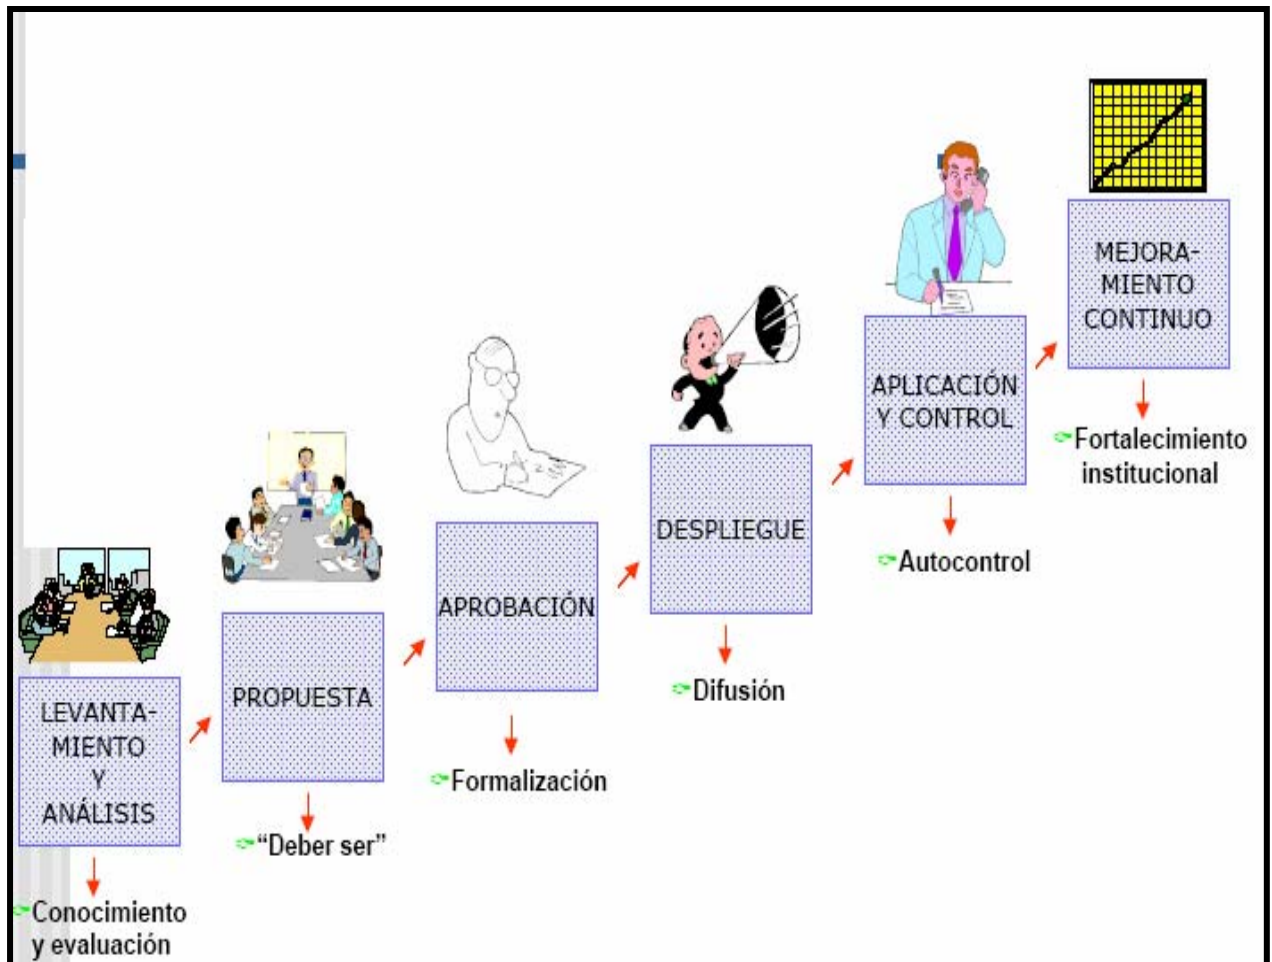 LEVANTA-
MIENTO
Y
ANÁLISIS
Conocimiento
y evaluación
PROPUESTA
“Deber ser”
APROBACIÓN
Formalización
DESPLIEGUE
Difusión
APLICACIÓN
Y CONTROL
Autocontrol
MEJORA-
MIENTO
CONTINUO
Fortalecimiento
institucional